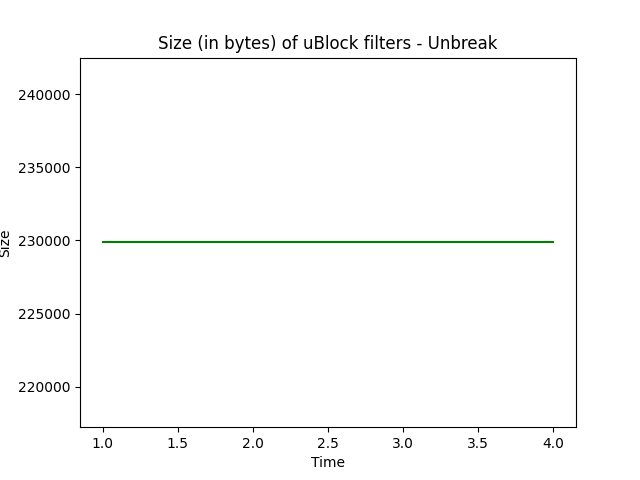 Size (in bytes) of uBlock filters - Unbreak
240000
235000
230000
225000
220000
Size
1.0 1.5 2.0 2.5 3.0 3.5 4.0
Time